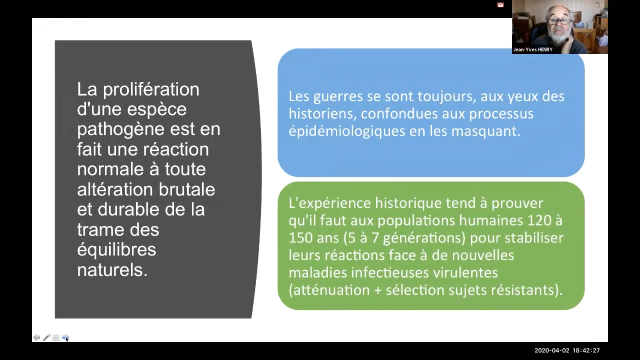 Jean-Yves HENRY
La prolifération
d'une espèce
pathogène est en
fait une réaction
normale à toute
altération brutale
et durable de la
trame des
équilibres
naturels.
Les guerres se sont toujours, aux yeux des
historiens, confondues aux processus
épidémiologiques en les masquant.
L'expérience historique tend à prouver
qu'il faut aux populations humaines 120 à
150 ans (5 à 7 générations) pour stabiliser
leurs réactions face à de nouvelles
maladies infectieuses virulentes
(atténuation + sélection sujets résistants).
2020-04-02 18:42:27